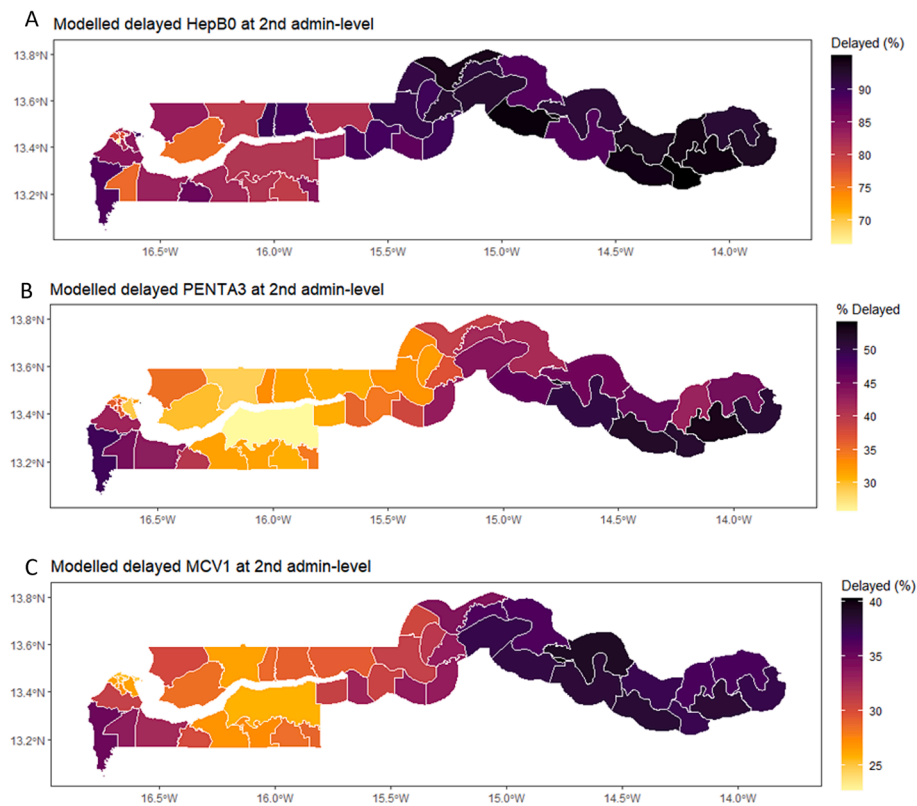 A
Modelled delayed HepB0 at 2nd admin-level
13.8°N
13.6°N
13.4°N
13.2°N
16.5°W 16.0°W 15.5°W 15.0°W 14.5°W 14.0°W
Delayed (%)
90
85
80
75
70
B
Modelled delayed PENTA3 at 2nd admin-level
13.8°N
13.6°N
13.4°N
13.2°N
16.5°W 16.0°W 15.5°W 15.0°W 14.5°W 14.0°W
% Delayed
50
45
40
35
30
C
Modelled delayed MCV1 at 2nd admin-level
13.8°N
13.6°N
13.4°N
13.2°N
16.5°W 16.0°W 15.5°W 15.0°W 14.5°W 14.0°W
Delayed (%)
40
35
30
25